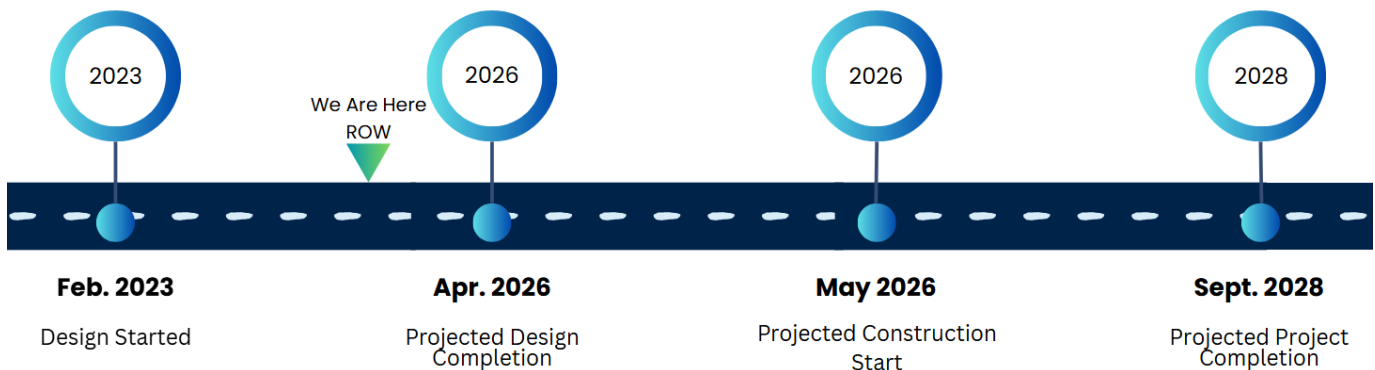 2023
We Are Here
ROW
2026
2026
2028
Feb. 2023
Design Started
Apr. 2026
Projected Design
Completion
May 2026
Projected Construction
Start
Sept. 2028
Projected Project
Completion